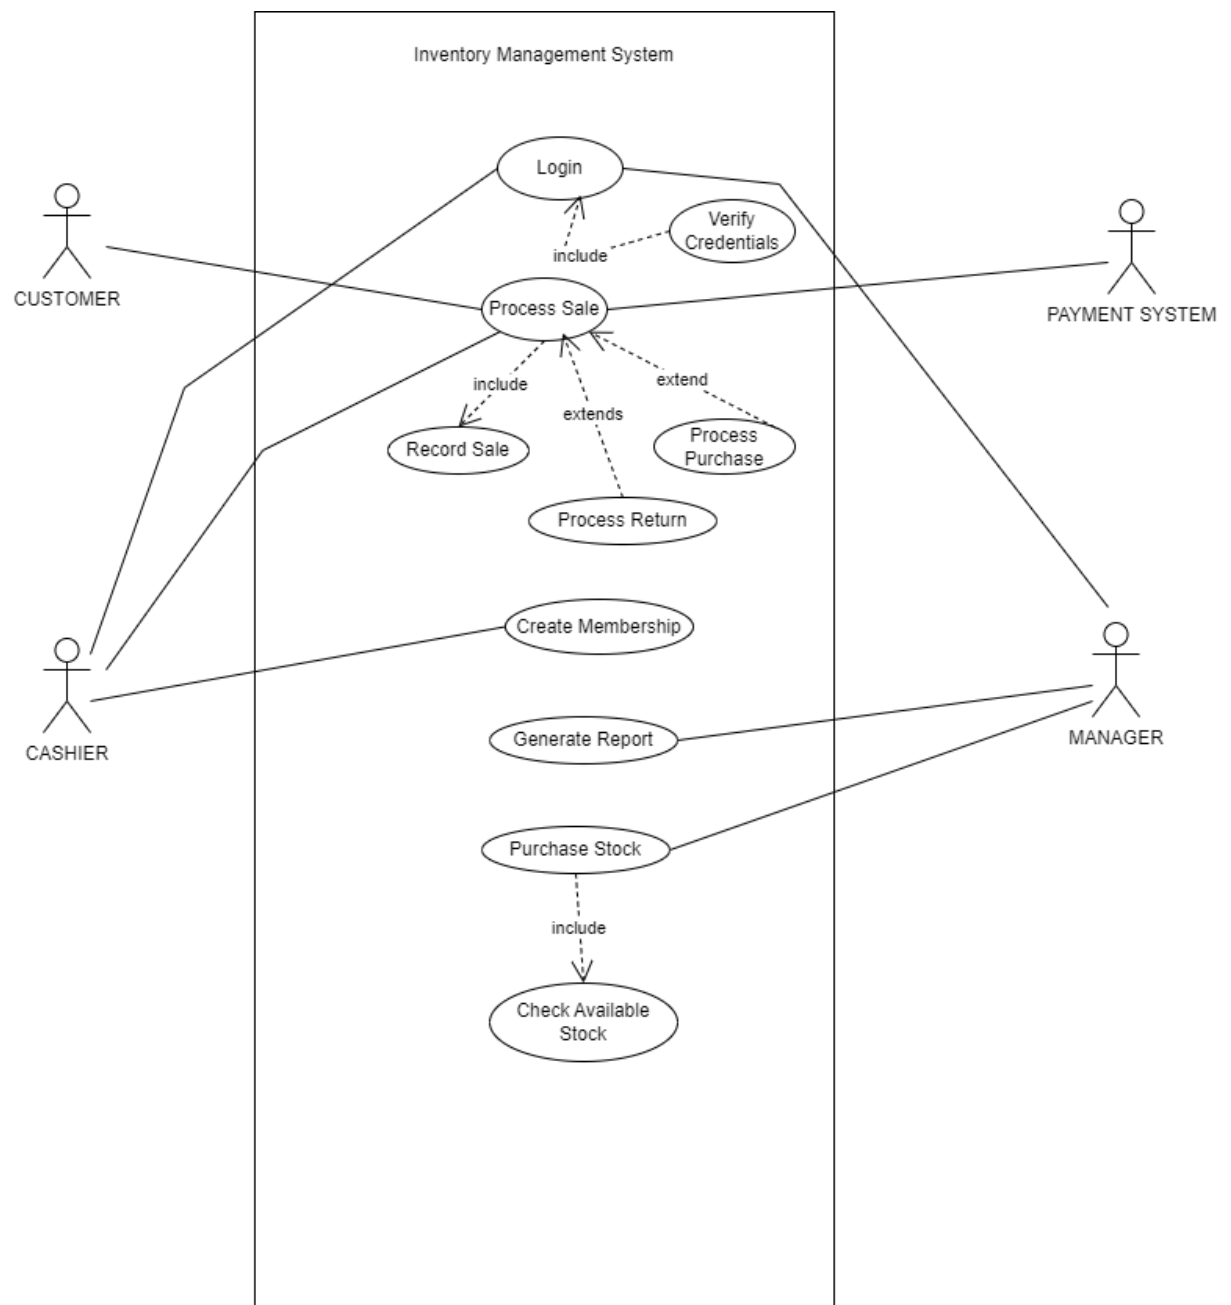 Inventory Management System
Login
Verify
Credentials
include
CUSTOMER
Process Sale
PAYMENT SYSTEM
include
extend
extends
Record Sale
Process
Purchase
Process Return
Create Membership
CASHIER
Generate Report
MANAGER
Purchase Stock
include
Check Available
Stock